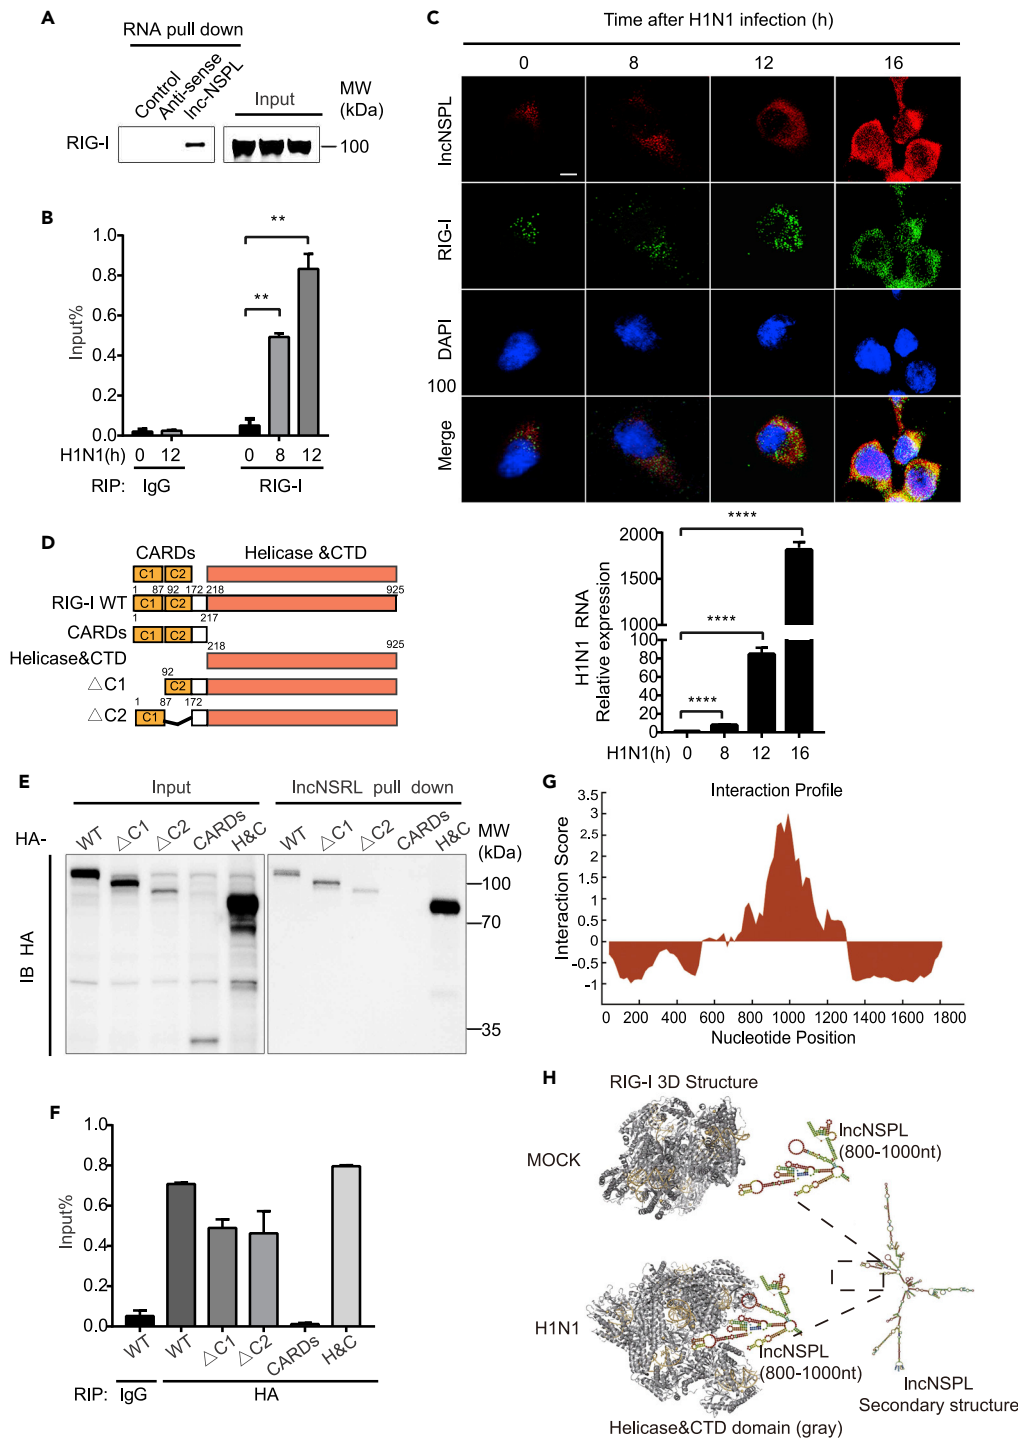 A
RNA pull down
Control
Anti-sense
lnc-NSPL
Input
MW
(kDa)
RIG-I
100
B
Input%
1.0
0.8
0.6
0.4
0.2
0.0
**
**
H1N1(h) 0 12 0 8 12
RIP: IgG RIG-I
C
Time after H1N1 infection (h)
0 8 12 16
lncNSPL
RIG-I
DAPI
100
Merge
H1N1 RNA
Relative expression
2000
1500
1000
100
80
60
40
20
0
****
****
****
H1N1(h) 0 8 12 16
D
CARDs Helicase &CTD
C1 C2
1 87 92 172 218 925
RIG-I WT C1 C2
1 217
CARDs C1 C2
218 925
Helicase&CTD
92
△C1 C2
1 87 172
△C2 C1
E
Input lncNSRL pull down
HA- WT △C1 △C2 CARDs H&C WT △C1 △C2 CARDs H&C
MW
(kDa)
100
70
35
IB HA
F
Input%
1.0
0.8
0.6
0.4
0.2
0.0
WT WT △C1 △C2 CARDs H&C
RIP: IgG HA
G
Interaction Profile
Interaction Score
3.5
3
2.5
2
1.5
1
0.5
0
-0.5
-1
0 200 400 600 800 1000 1200 1400 1600 1800
Nucleotide Position
H
RIG-I 3D Structure
MOCK
lncNSPL
(800-1000nt)
H1N1
lncNSPL
(800-1000nt)
Helicase&CTD domain (gray)
lncNSPL
Secondary structure